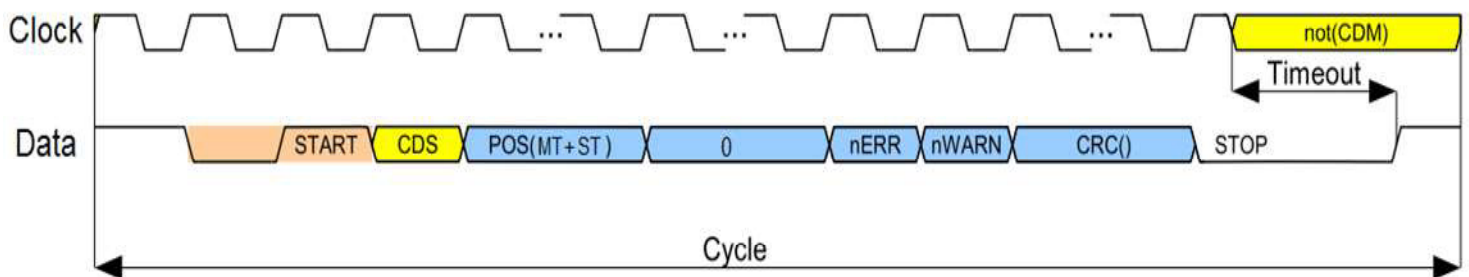 Clock ... ... ... not(CDM)
Timeout
Data START CDS POS(MT+ST) 0 nERR nWARN CRC() STOP
Cycle